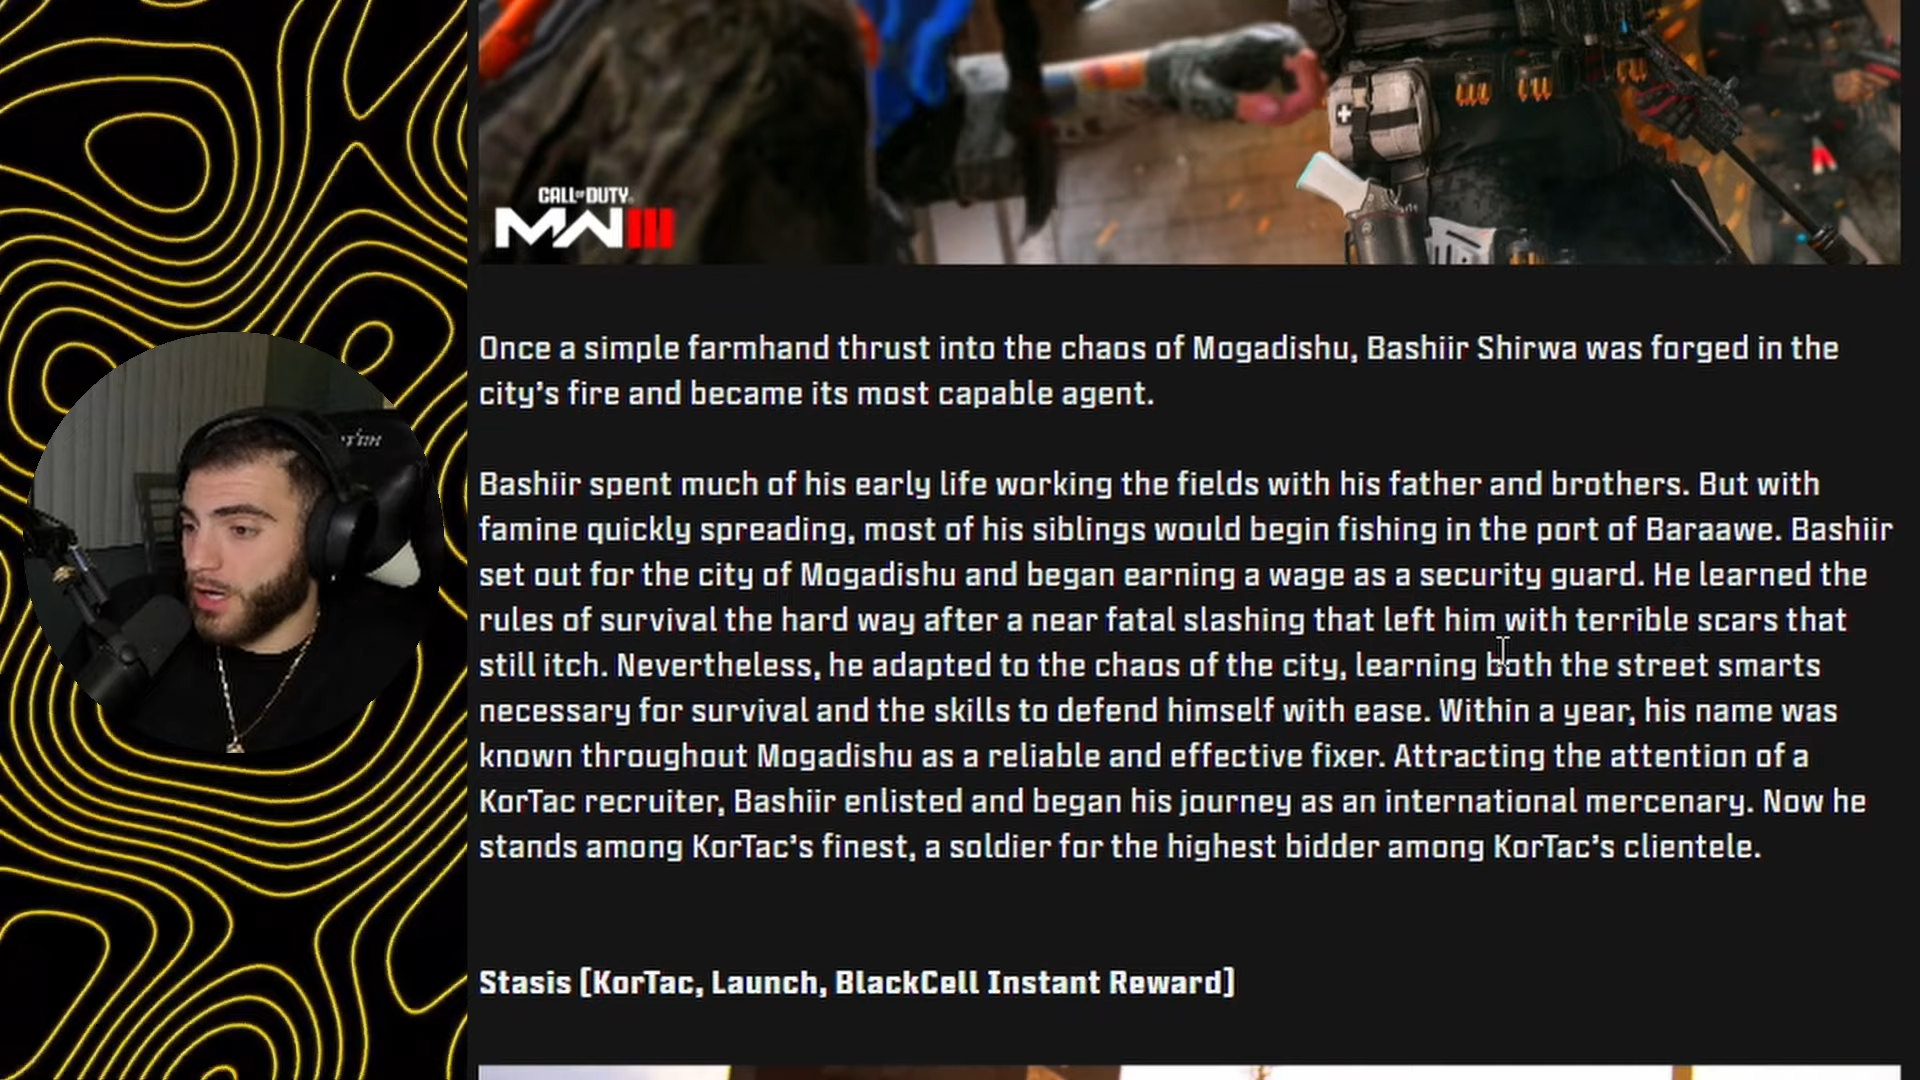 CALL OF DUTY
MWIII
Once a simple farmhand thrust into the chaos of Mogadishu, Bashiir Shirwa was forged in the
city's fire and became its most capable agent.
Bashiir spent much of his early life working the fields with his father and brothers. But with
famine quickly spreading, most of his siblings would begin fishing in the port of Baraawe. Bashiir
set out for the city of Mogadishu and began earning a wage as a security guard. He learned the
rules of survival the hard way after a near fatal slashing that left him with terrible scars that
still itch. Nevertheless, he adapted to the chaos of the city, learning both the street smarts
necessary for survival and the skills to defend himself with ease. Within a year, his name was
known throughout Mogadishu as a reliable and effective fixer. Attracting the attention of a
KorTac recruiter, Bashiir enlisted and began his journey as an international mercenary. Now he
stands among KorTac's finest, a soldier for the highest bidder among KorTac's clientele.
Stasis [KorTac, Launch, BlackCell Instant Reward]